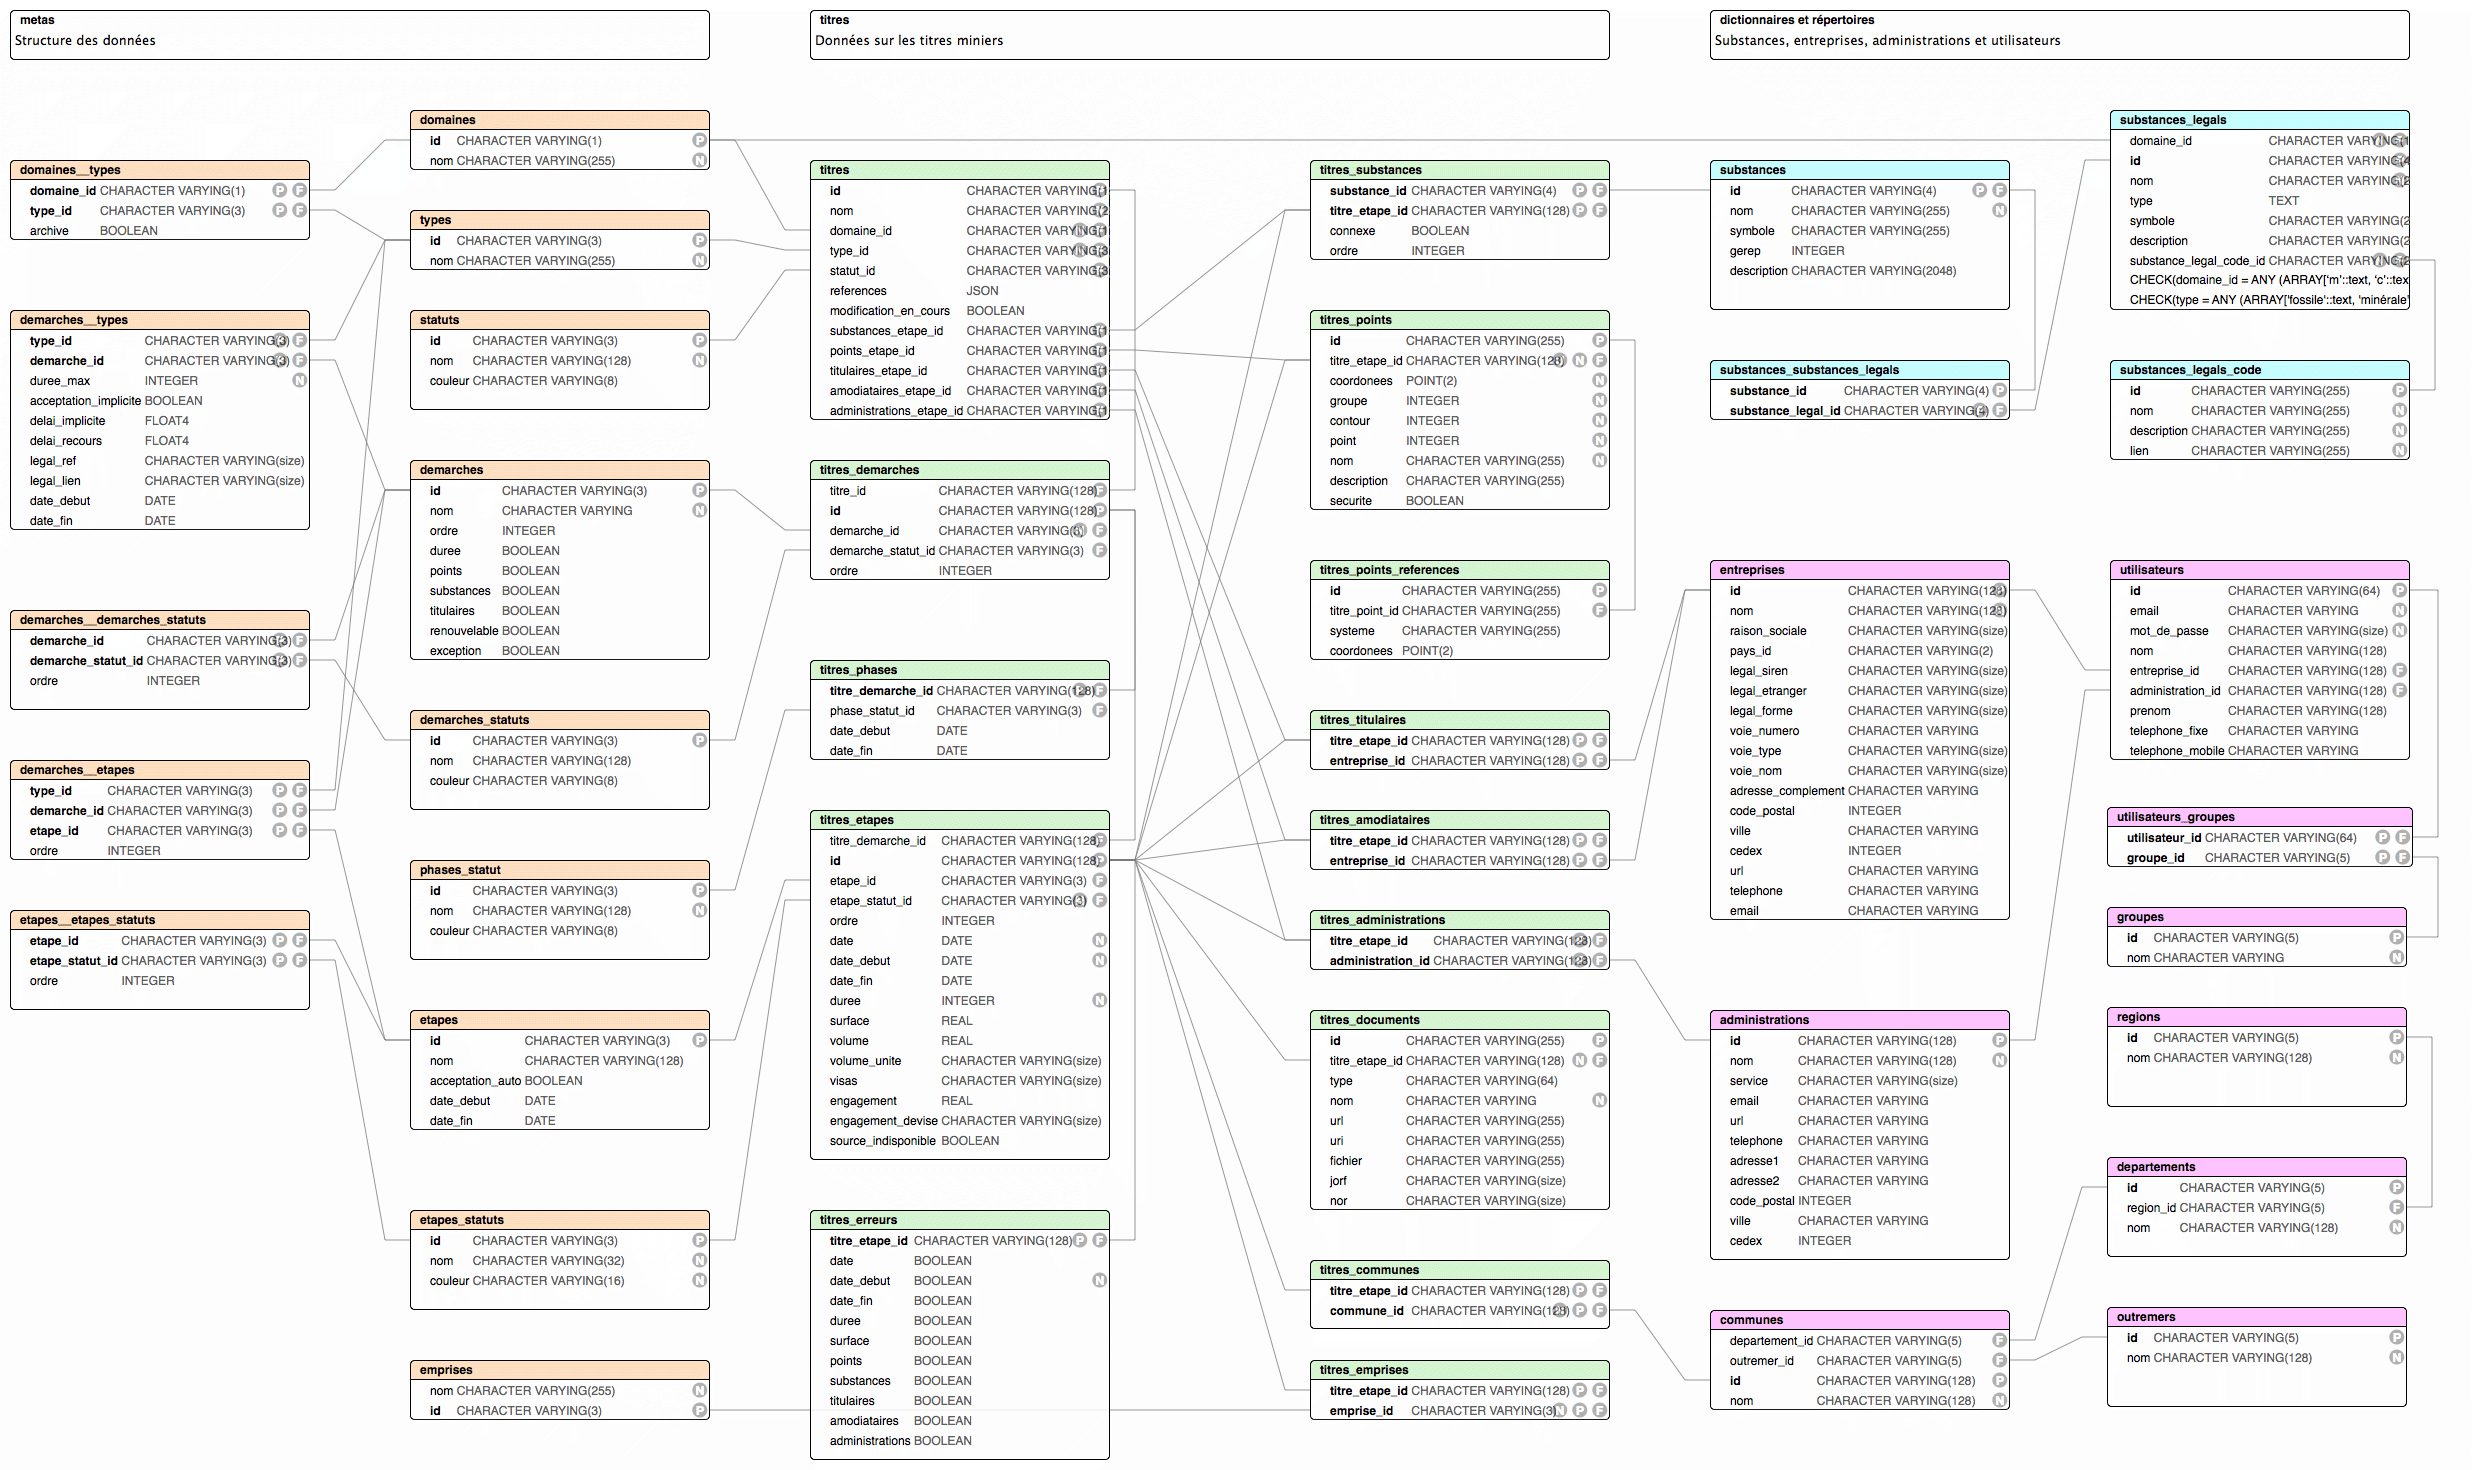 metas
Structure des données
titres
Données sur les titres miniers
dictionnaires et répertoires
Substances, entreprises, administrations et utilisateurs
domaines__types
domaine_id CHARACTER VARYING(1) P F
type_id CHARACTER VARYING(3) P F
archive BOOLEAN
demarches__types
type_id CHARACTER VARYING(3) F
demarche_id CHARACTER VARYING(3) F
duree_max INTEGER N
acceptation_implicite BOOLEAN
delai_implicite FLOAT4
delai_recours FLOAT4
legal_ref CHARACTER VARYING(size)
legal_lien CHARACTER VARYING(size)
date_debut DATE
date_fin DATE
demarches__demarches_statuts
demarche_id CHARACTER VARYING(3) F
demarche_statut_id CHARACTER VARYING(3) F
ordre INTEGER
demarches__etapes
type_id CHARACTER VARYING(3) P F
demarche_id CHARACTER VARYING(3) P F
etape_id CHARACTER VARYING(3) P F
ordre INTEGER
etapes__etapes_statuts
etape_id CHARACTER VARYING(3) P F
etape_statut_id CHARACTER VARYING(3) P F
ordre INTEGER
domaines
id CHARACTER VARYING(1) P
nom CHARACTER VARYING(255) N
types
id CHARACTER VARYING(3) P
nom CHARACTER VARYING(255) N
statuts
id CHARACTER VARYING(3) P
nom CHARACTER VARYING(128) N
couleur CHARACTER VARYING(8)
demarches
id CHARACTER VARYING(3) P
nom CHARACTER VARYING N
ordre INTEGER
duree BOOLEAN
points BOOLEAN
substances BOOLEAN
titulaires BOOLEAN
renouvelable BOOLEAN
exception BOOLEAN
demarches_statuts
id CHARACTER VARYING(3) P
nom CHARACTER VARYING(128)
couleur CHARACTER VARYING(8)
phases_statut
id CHARACTER VARYING(3) P
nom CHARACTER VARYING(128) N
couleur CHARACTER VARYING(8)
etapes
id CHARACTER VARYING(3) P
nom CHARACTER VARYING(128)
acceptation_auto BOOLEAN
date_debut DATE
date_fin DATE
etapes_statuts
id CHARACTER VARYING(3) P
nom CHARACTER VARYING(32) N
couleur CHARACTER VARYING(16) N
emprises
nom CHARACTER VARYING(255) N
id CHARACTER VARYING(3) P
titres
id CHARACTER VARYING(1
nom CHARACTER VARYING(2
domaine_id CHARACTER VARYING(1
type_id CHARACTER VARYING(3
statut_id CHARACTER VARYING(3
references JSON
modification_en_cours BOOLEAN
substances_etape_id CHARACTER VARYING(1
points_etape_id CHARACTER VARYING(1
titulaires_etape_id CHARACTER VARYING(1
amodiataires_etape_id CHARACTER VARYING(1
administrations_etape_id CHARACTER VARYING(1
titres_demarches
titre_id CHARACTER VARYING(128) F
id CHARACTER VARYING(128) P
demarche_id CHARACTER VARYING(3) F
demarche_statut_id CHARACTER VARYING(3) F
ordre INTEGER
titres_phases
titre_demarche_id CHARACTER VARYING(128) F
phase_statut_id CHARACTER VARYING(3) F
date_debut DATE
date_fin DATE
titres_etapes
titre_demarche_id CHARACTER VARYING(128)
id CHARACTER VARYING(128)
etape_id CHARACTER VARYING(3) F
etape_statut_id CHARACTER VARYING(3) F
ordre INTEGER
date DATE N
date_debut DATE N
date_fin DATE
duree INTEGER N
surface REAL
volume REAL
volume_unite CHARACTER VARYING(size)
visas CHARACTER VARYING(size)
engagement REAL
engagement_devise CHARACTER VARYING(size)
source_indisponible BOOLEAN
titres_erreurs
titre_etape_id CHARACTER VARYING(128) P F
date BOOLEAN
date_debut BOOLEAN N
date_fin BOOLEAN
duree BOOLEAN
surface BOOLEAN
points BOOLEAN
substances BOOLEAN
titulaires BOOLEAN
amodiataires BOOLEAN
administrations BOOLEAN
titres_substances
substance_id CHARACTER VARYING(4) P F
titre_etape_id CHARACTER VARYING(128) P F
connexe BOOLEAN
ordre INTEGER
titres_points
id CHARACTER VARYING(255) P
titre_etape_id CHARACTER VARYING(128) N F
coordonees POINT(2) N
groupe INTEGER N
contour INTEGER N
point INTEGER N
nom CHARACTER VARYING(255) N
description CHARACTER VARYING(255)
securite BOOLEAN
titres_points_references
id CHARACTER VARYING(255) P
titre_point_id CHARACTER VARYING(255) F
systeme CHARACTER VARYING(255)
coordonees POINT(2)
titres_titulaires
titre_etape_id CHARACTER VARYING(128) P F
entreprise_id CHARACTER VARYING(128) P F
titres_amodiataires
titre_etape_id CHARACTER VARYING(128) P F
entreprise_id CHARACTER VARYING(128) P F
titres_administrations
titre_etape_id CHARACTER VARYING(128) F
administration_id CHARACTER VARYING(128) F
titres_documents
id CHARACTER VARYING(255) P
titre_etape_id CHARACTER VARYING(128) N F
type CHARACTER VARYING(64)
nom CHARACTER VARYING N
url CHARACTER VARYING(255)
uri CHARACTER VARYING(255)
fichier CHARACTER VARYING(255)
jorf CHARACTER VARYING(size)
nor CHARACTER VARYING(size)
titres_communes
titre_etape_id CHARACTER VARYING(128) P F
commune_id CHARACTER VARYING(128) P F
titres_emprises
titre_etape_id CHARACTER VARYING(128) P F
emprise_id CHARACTER VARYING(3) N P F
substances
id CHARACTER VARYING(4) P F
nom CHARACTER VARYING(255) N
symbole CHARACTER VARYING(255)
gerep INTEGER
description CHARACTER VARYING(2048)
substances_substances_legals
substance_id CHARACTER VARYING(4) P
substance_legal_id CHARACTER VARYING(4) F
entreprises
id CHARACTER VARYING(128)
nom CHARACTER VARYING(128)
raison_sociale CHARACTER VARYING(size)
pays_id CHARACTER VARYING(2)
legal_siren CHARACTER VARYING(size)
legal_etranger CHARACTER VARYING(size)
legal_forme CHARACTER VARYING(size)
voie_numero CHARACTER VARYING
voie_type CHARACTER VARYING(size)
voie_nom CHARACTER VARYING(size)
adresse_complement CHARACTER VARYING
code_postal INTEGER
ville CHARACTER VARYING
cedex INTEGER
url CHARACTER VARYING
telephone CHARACTER VARYING
email CHARACTER VARYING
administrations
id CHARACTER VARYING(128) P
nom CHARACTER VARYING(128) N
service CHARACTER VARYING(size)
email CHARACTER VARYING
url CHARACTER VARYING
telephone CHARACTER VARYING
adresse1 CHARACTER VARYING
adresse2 CHARACTER VARYING
code_postal INTEGER
ville CHARACTER VARYING
cedex INTEGER
communes
departement_id CHARACTER VARYING(5) F
outremer_id CHARACTER VARYING(5) F
id CHARACTER VARYING(128) P
nom CHARACTER VARYING(128) N
substances_legals
domaine_id CHARACTER VARYING(1
id CHARACTER VARYING(4
nom CHARACTER VARYING(2
type TEXT
symbole CHARACTER VARYING(2
description CHARACTER VARYING(2
substance_legal_code_id CHARACTER VARYING(2
CHECK(domaine_id = ANY (ARRAY['m'::text, 'c'::tex
CHECK(type = ANY (ARRAY['fossile'::text, 'minérale'
substances_legals_code
id CHARACTER VARYING(255) P
nom CHARACTER VARYING(255) N
description CHARACTER VARYING(255) N
lien CHARACTER VARYING(255) N
utilisateurs
id CHARACTER VARYING(64) P
email CHARACTER VARYING N
mot_de_passe CHARACTER VARYING(size) N
nom CHARACTER VARYING(128)
entreprise_id CHARACTER VARYING(128) F
administration_id CHARACTER VARYING(128) F
prenom CHARACTER VARYING(128)
telephone_fixe CHARACTER VARYING
telephone_mobile CHARACTER VARYING
utilisateurs_groupes
utilisateur_id CHARACTER VARYING(64) P F
groupe_id CHARACTER VARYING(5) P F
groupes
id CHARACTER VARYING(5) P
nom CHARACTER VARYING N
regions
id CHARACTER VARYING(5) P
nom CHARACTER VARYING(128) N
departements
id CHARACTER VARYING(5) P
region_id CHARACTER VARYING(5) F
nom CHARACTER VARYING(128) N
outremers
id CHARACTER VARYING(5) P
nom CHARACTER VARYING(128) N